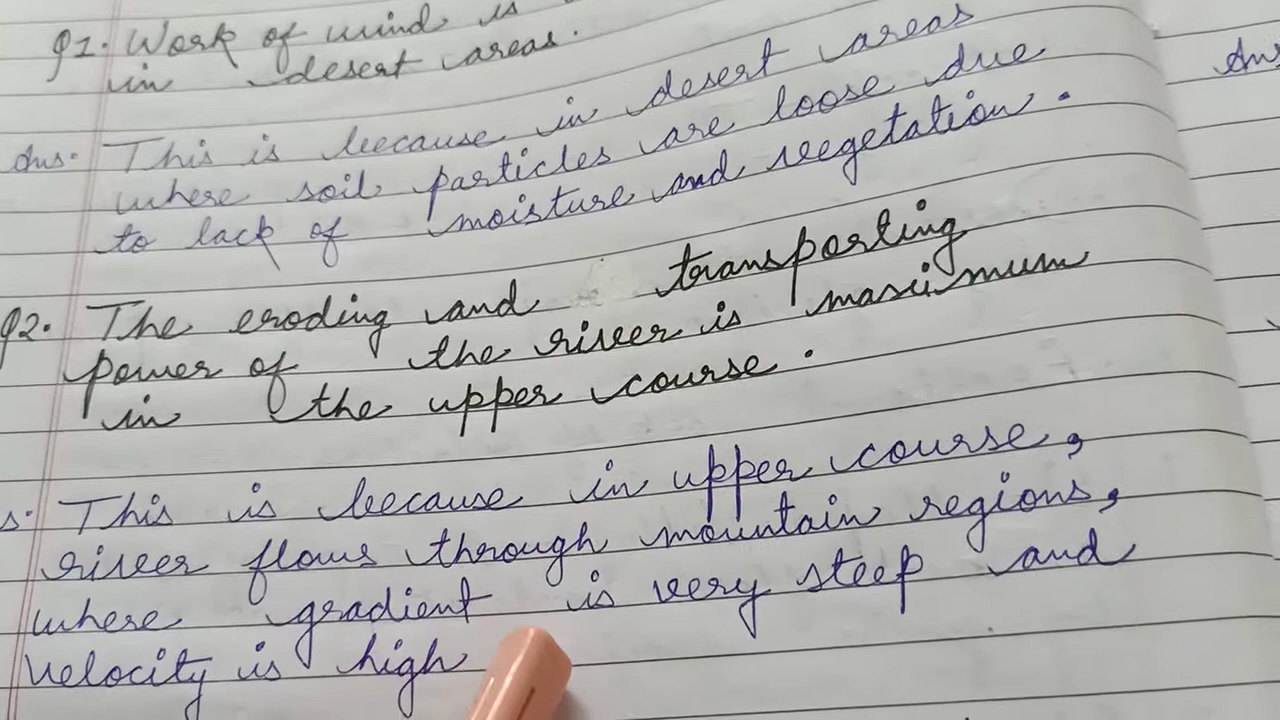 Q1. Work of wind is
in desert areas.
Ans. This is because in desert areas
where soil particles are loose due
to lack of moisture and vegetation.
Q2. The eroding and transporting
power of the river is maximum
in the upper course.
s. This is because in upper course,
river flows through mountain regions,
where gradient is very steep and
velocity is high
Ans